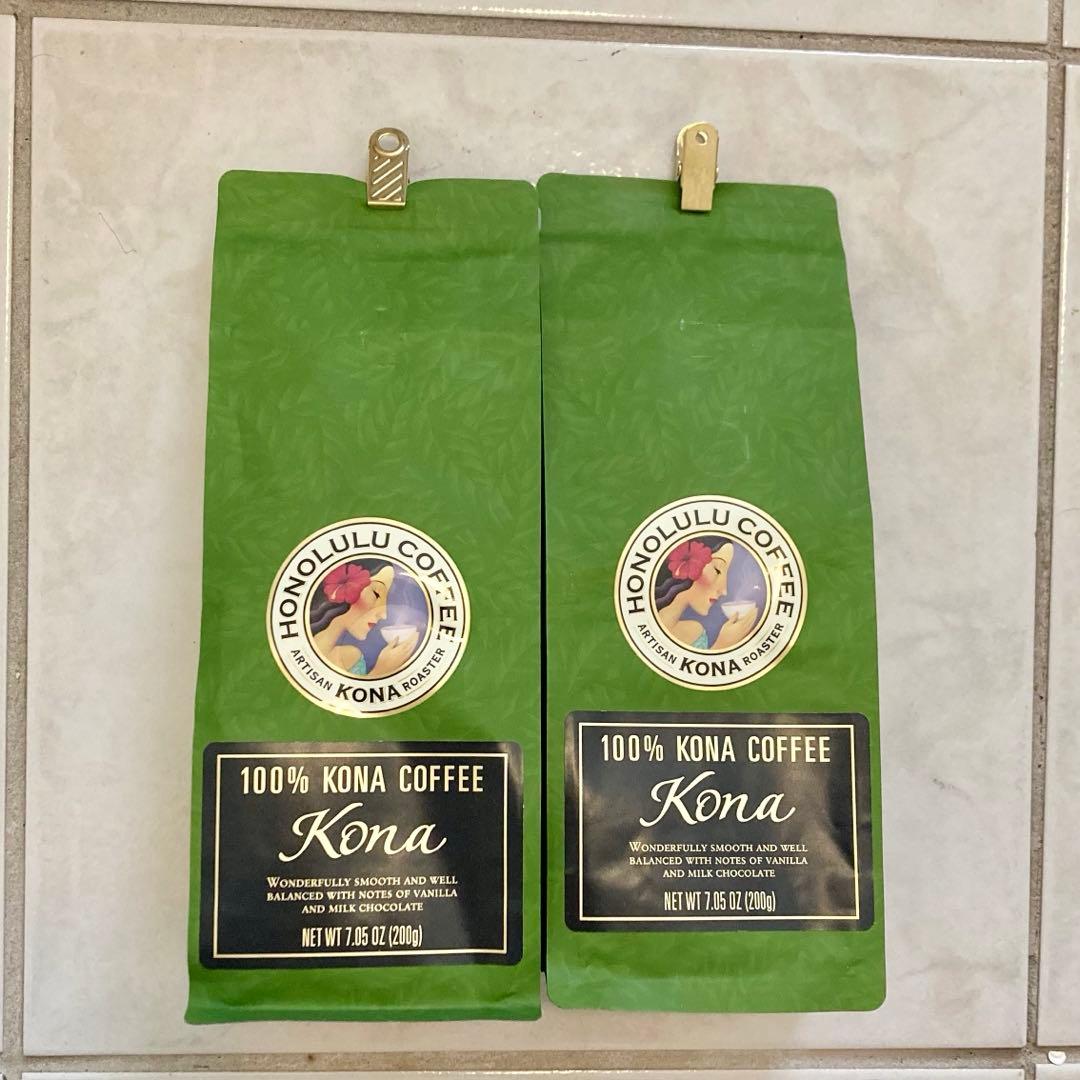 HONOLULU COFFEE
ARTISAN KONA ROASTER
100% KONA COFFEE
Kona
WONDERFULLY SMOOTH AND WELL
BALANCED WITH NOTES OF VANILLA
AND MILK CHOCOLATE
NET WT 7.05 OZ (200g)
HONOLULU COFFEE
ARTISAN KONA ROASTER
100% KONA COFFEE
Kona
WONDERFULLY SMOOTH AND WELL
BALANCED WITH NOTES OF VANILLA
AND MILK CHOCOLATE
NET WT 7.05 OZ (200g)